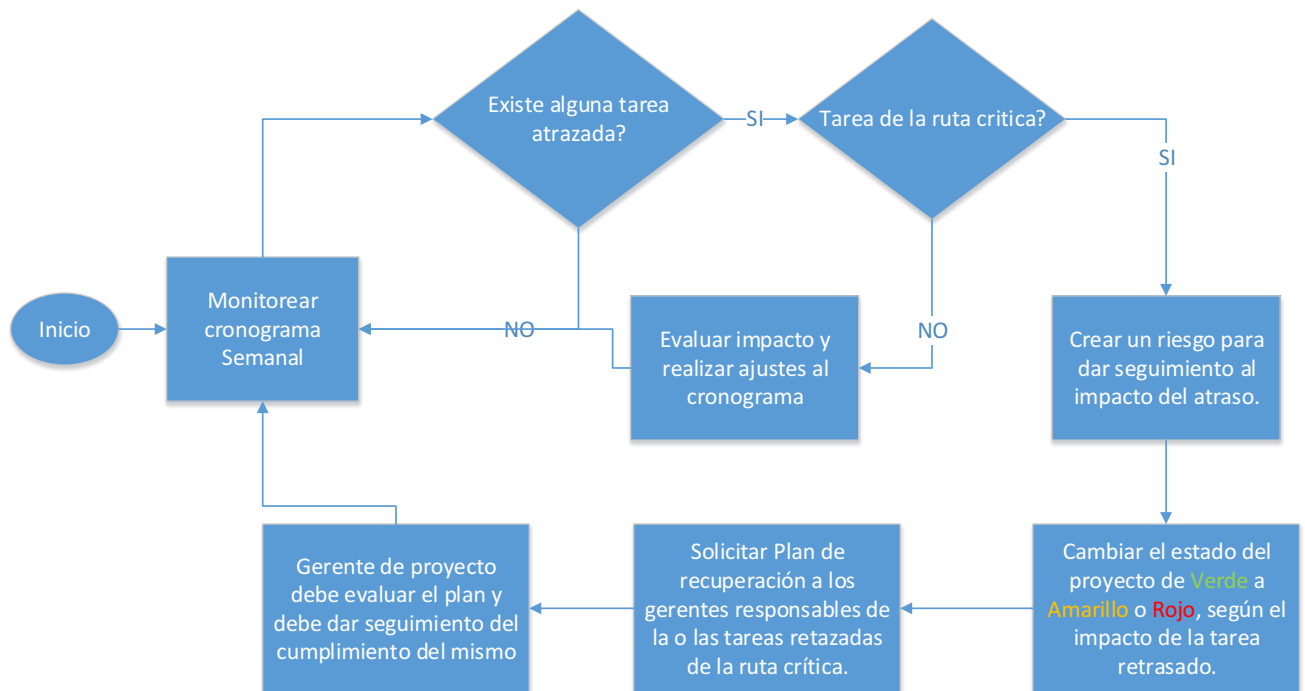 Existe alguna tarea
atrazada?
SI
Tarea de la ruta critica?
SI
Inicio
Monitorear
cronograma
Semanal
NO
Evaluar impacto y
realizar ajustes al
cronograma
NO
Crear un riesgo para
dar seguimiento al
impacto del atraso.
Gerente de proyecto
debe evaluar el plan y
debe dar seguimiento del
cumplimiento del mismo
Solicitar Plan de
recuperación a los
gerentes responsables de
la o las tareas retazadas
de la ruta crítica.
Cambiar el estado del
proyecto de Verde a
Amarillo o Rojo, según el
impacto de la tarea
retrasado.